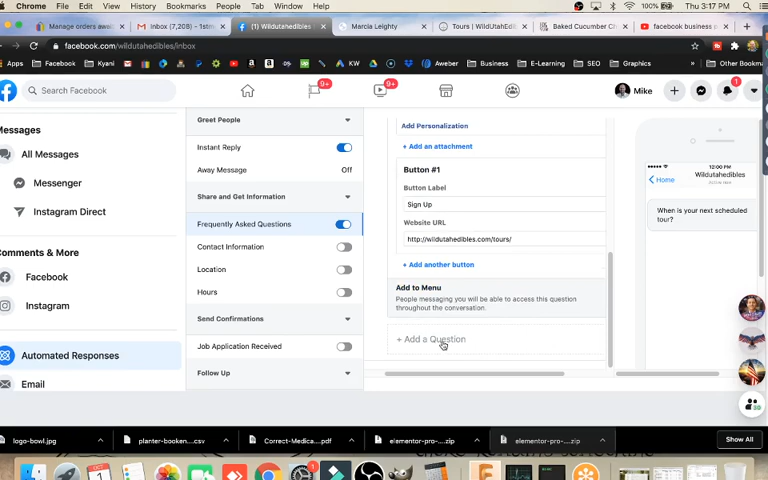 Chrome File Edit View History Bookmarks People Tab Window Help 100% Thu 3:17 PM
Manage orders awa
Inbox (7,208) - 1stm
(1) Wildutahedibles
Marcia Leighty
Tours | WildUtahEdi
Baked Cucumber Ch
facebook business r
facebook.com/wildutahedibles/inbox
Apps Facebook Kyani KW Aweber Business E-Learning SEO Graphics Other Bookma
Search Facebook
9+
9+
Mike
1
Messages
All Messages
Messenger
Instagram Direct
Comments & More
Facebook
Instagram
Automated Responses
Email
Greet People
Instant Reply
Away Message Off
Share and Get Information
Frequently Asked Questions
Contact Information
Location
Hours
Send Confirmations
Job Application Received
Follow Up
Add Personalization
+ Add an attachment
Button #1
Button Label
Sign Up
Website URL
http://wildutahedibles.com/tours/
+ Add another button
Add to Menu
People messaging you will be able to access this question
throughout the conversation.
+ Add a Question
12:00 PM
Home
Wildutahedibles
When is your next scheduled
tour?
logo-bowl.jpg
planter-booken....csv
Correct-Medica....pdf
elementor-pro-....zip
elementor-pro-....zip
Show All
OCT
1
1